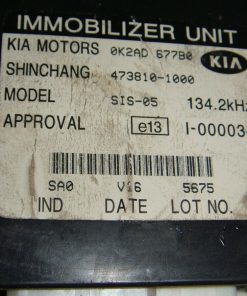 IMMOBILIZER UNIT
KIA MOTORS 0K2AD 677B0 KIA
SHINCHANG 473810-1000
MODEL SIS-05 134.2kHz
APPROVAL e13 I-00003
SA0 V16 5675
IND DATE LOT NO.